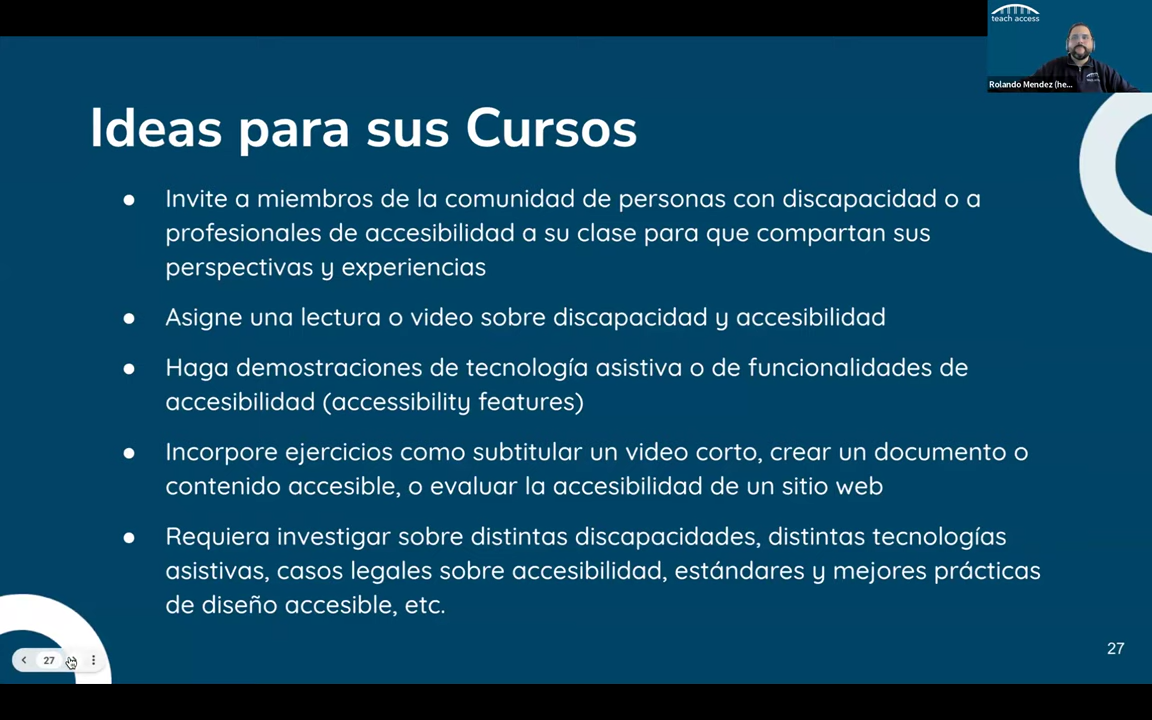 teach access
Rolando Mendez (he...
Ideas para sus Cursos
● Invite a miembros de la comunidad de personas con discapacidad o a
profesionales de accesibilidad a su clase para que compartan sus
perspectivas y experiencias
● Asigne una lectura o video sobre discapacidad y accesibilidad
● Haga demostraciones de tecnología asistiva o de funcionalidades de
accesibilidad (accessibility features)
● Incorpore ejercicios como subtitular un video corto, crear un documento o
contenido accesible, o evaluar la accesibilidad de un sitio web
● Requiera investigar sobre distintas discapacidades, distintas tecnologías
asistivas, casos legales sobre accesibilidad, estándares y mejores prácticas
de diseño accesible, etc.
27
27